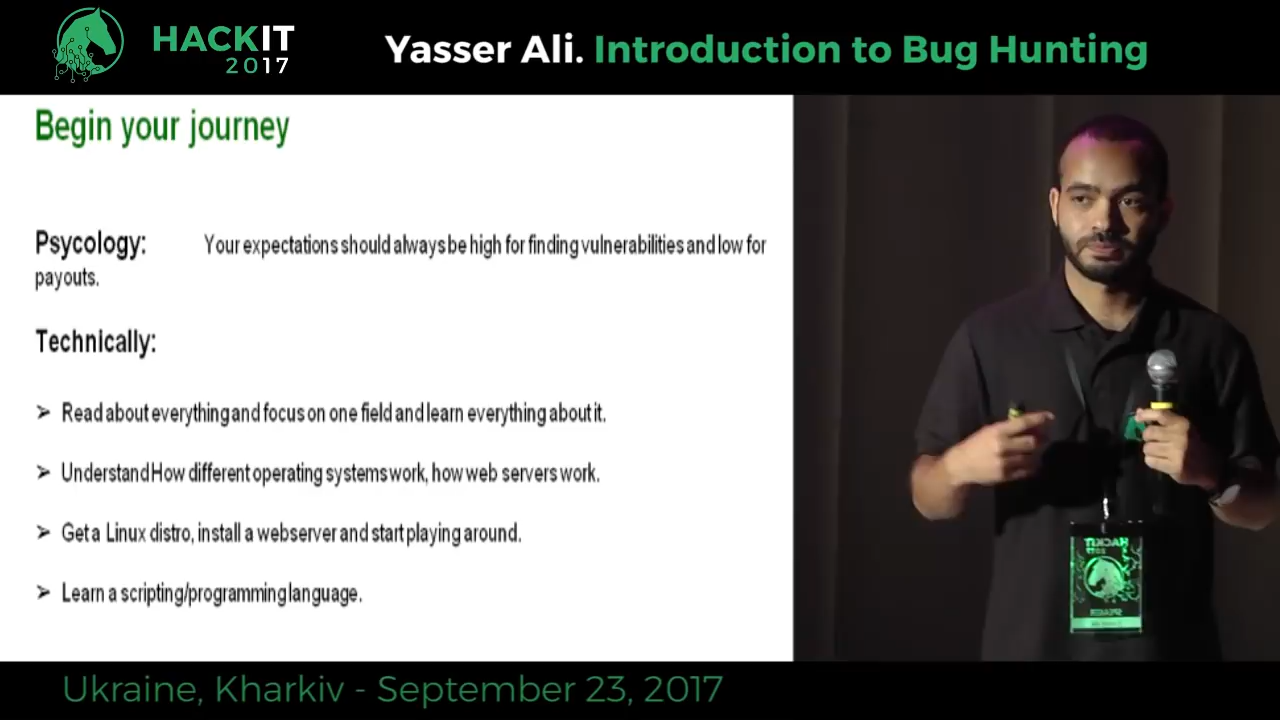 HACKIT
2017
Yasser Ali. Introduction to Bug Hunting
Begin your journey
Psycology: Your expectations should always be high for finding vulnerabilities and low for
payouts.
Technically:
➤ Read about everything and focus on one field and learn everything about it.
➤ Understand How different operating systems work, how web servers work.
➤ Get a Linux distro, install a webserver and start playing around.
➤ Learn a scripting/programming language.
HACKIT
2017
SPEAKER
Ukraine, Kharkiv - September 23, 2017